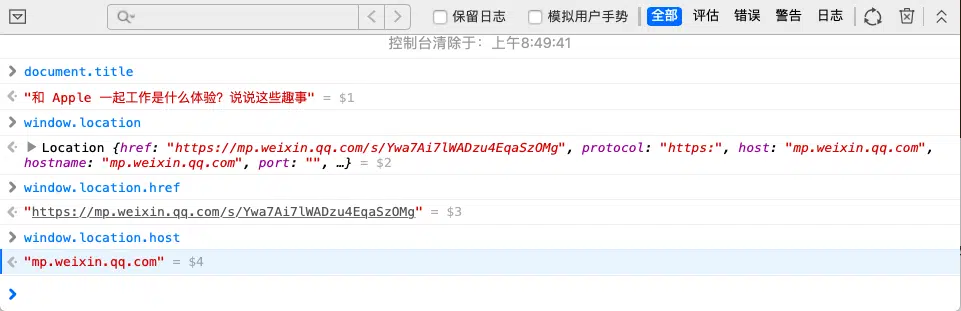 保留日志 模拟用户手势 全部 评估 错误 警告 日志
控制台清除于：上午8:49:41
document.title
"和 Apple 一起工作是什么体验？说说这些趣事" = $1
window.location
Location {href: "https://mp.weixin.qq.com/s/Ywa7Ai7lWADzu4EqaSzOMg", protocol: "https:", host: "mp.weixin.qq.com",
hostname: "mp.weixin.qq.com", port: "", …} = $2
window.location.href
"https://mp.weixin.qq.com/s/Ywa7Ai7lWADzu4EqaSzOMg" = $3
window.location.host
"mp.weixin.qq.com" = $4